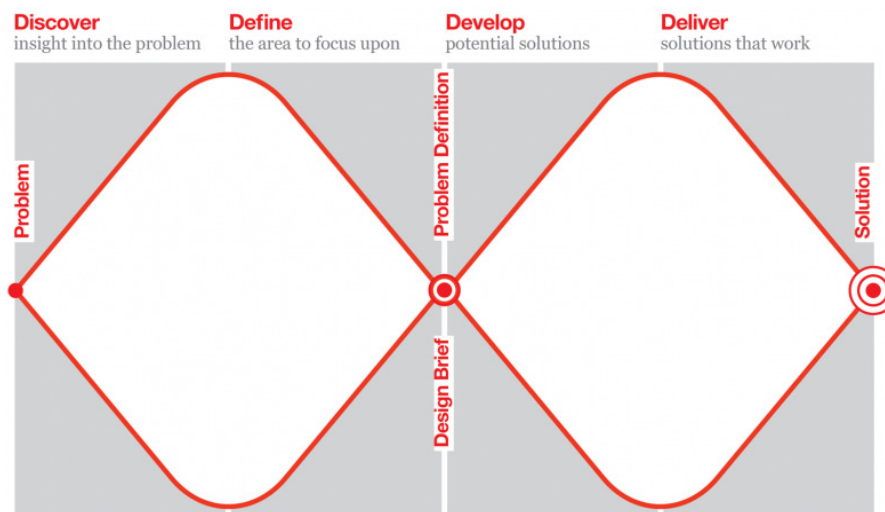 Discover
insight into the problem
Define
the area to focus upon
Develop
potential solutions
Deliver
solutions that work
Problem
Problem Definition
Design Brief
Solution